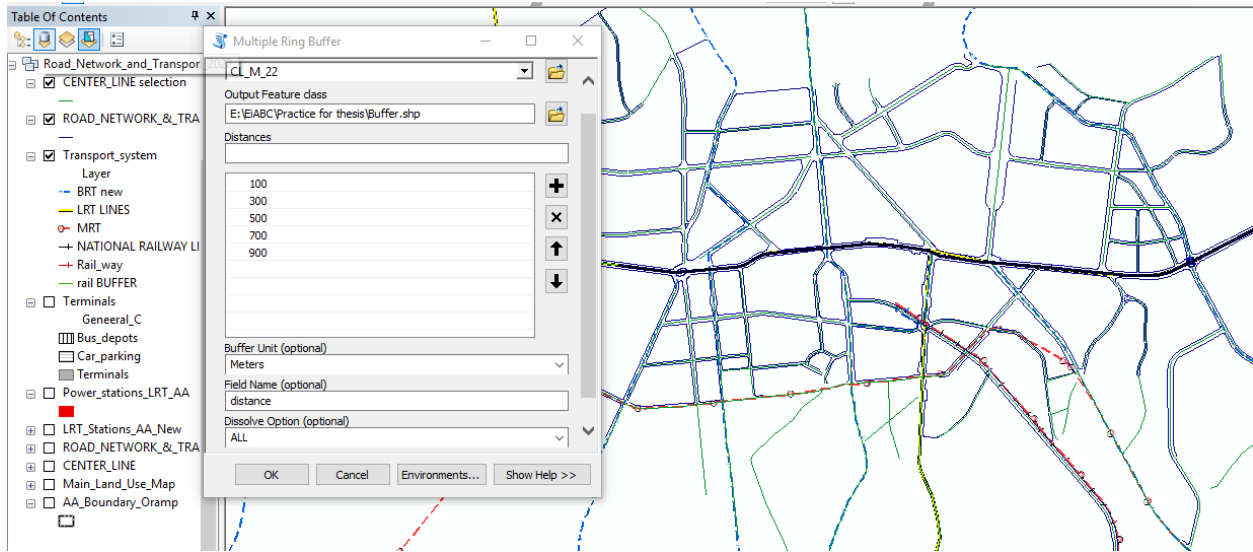 Table Of Contents
Road_Network_and_Transpor
CENTER_LINE selection
ROAD_NETWORK_&_TRA
Transport_system
Layer
BRT new
LRT LINES
MRT
NATIONAL RAILWAY LI
Rail_way
rail BUFFER
Terminals
Geneeral_C
Bus_depots
Car_parking
Terminals
Power_stations_LRT_AA
LRT_Stations_AA_New
ROAD_NETWORK_&_TRA
CENTER_LINE
Main_Land_Use_Map
AA_Boundary_Oramp
Multiple Ring Buffer
CL_M_22
Output Feature class
E:\EiABC\Practice for thesis\Buffer.shp
Distances
100
300
500
700
900
Buffer Unit (optional)
Meters
Field Name (optional)
distance
Dissolve Option (optional)
ALL
OK Cancel Environments... Show Help >>